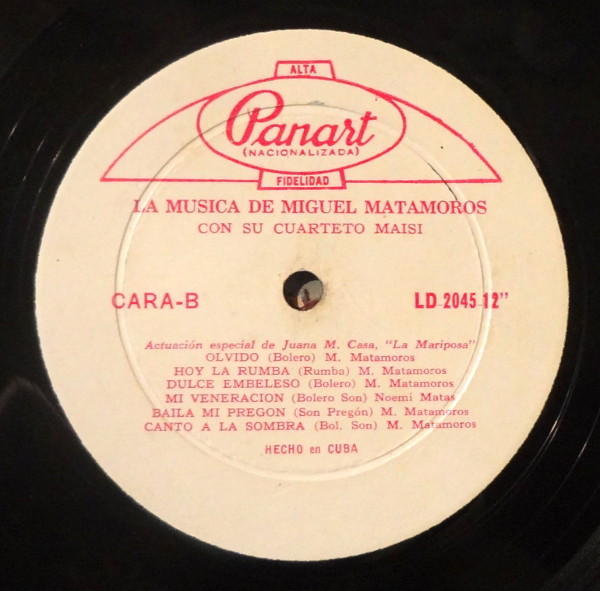 ALTA
Panart
(NACIONALIZADA)
FIDELIDAD
LA MUSICA DE MIGUEL MATAMOROS
CON SU CUARTETO MAISI
CARA-B
LD 2045 12"
Actuación especial de Juana M. Casa, "La Mariposa"
OLVIDO (Bolero) M. Matamoros
HOY LA RUMBA (Rumba) M. Matamoros
DULCE EMBELESO (Bolero) M. Matamoros
MI VENERACION (Bolero Son) Noemi Matas
BAILA MI PREGON (Son Pregón) M. Matamoros
CANTO A LA SOMBRA (Bol. Son) M. Matamoros
HECHO en CUBA